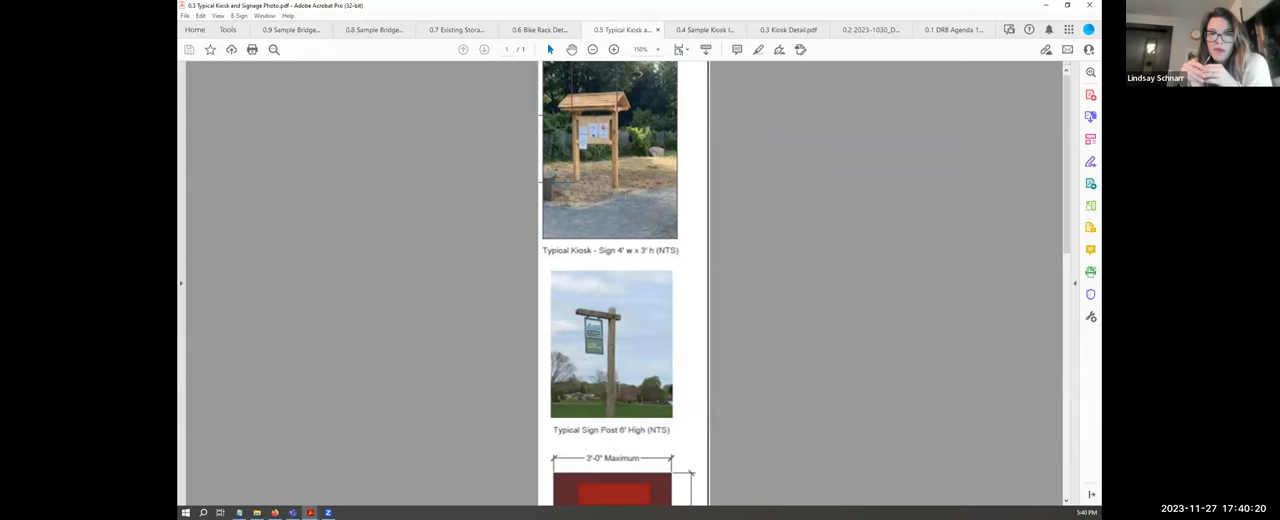 0.5 Typical Kiosk and Signage Photo.pdf - Adobe Acrobat Pro (32-bit)
File Edit View E-Sign Window Help
Home Tools 0.9 Sample Bridge... 0.8 Sample Bridge... 0.7 Existing Stora... 0.6 Bike Rack Det... 0.5 Typical Kiosk a... × 0.4 Sample Kiosk I... 0.3 Kiosk Detail.pdf 0.2 2023-1030_D... 0.1 DRB Agenda 1...
1 / 1 150%
Lindsay Schnarr
Typical Kiosk - Sign 4' w x 3' h (NTS)
Typical Sign Post 6' High (NTS)
3'-0" Maximum
5:40 PM
2023-11-27 17:40:20